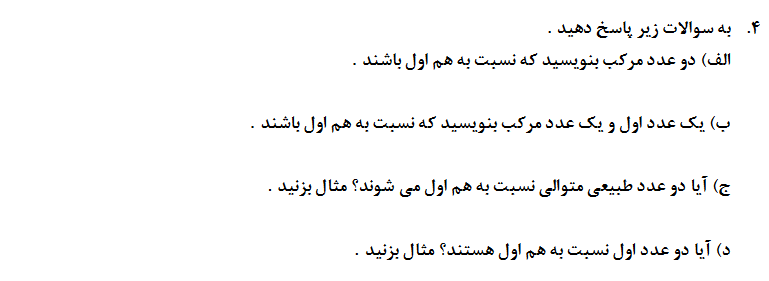 ۴. به سوالات زیر پاسخ دهید .
الف) دو عدد مرکب بنویسید که نسبت به هم اول باشند .
ب) یک عدد اول و یک عدد مرکب بنویسید که نسبت به هم اول باشند .
ج) آیا دو عدد طبیعی متوالی نسبت به هم اول می شوند؟ مثال بزنید .
د) آیا دو عدد اول نسبت به هم اول هستند؟ مثال بزنید .